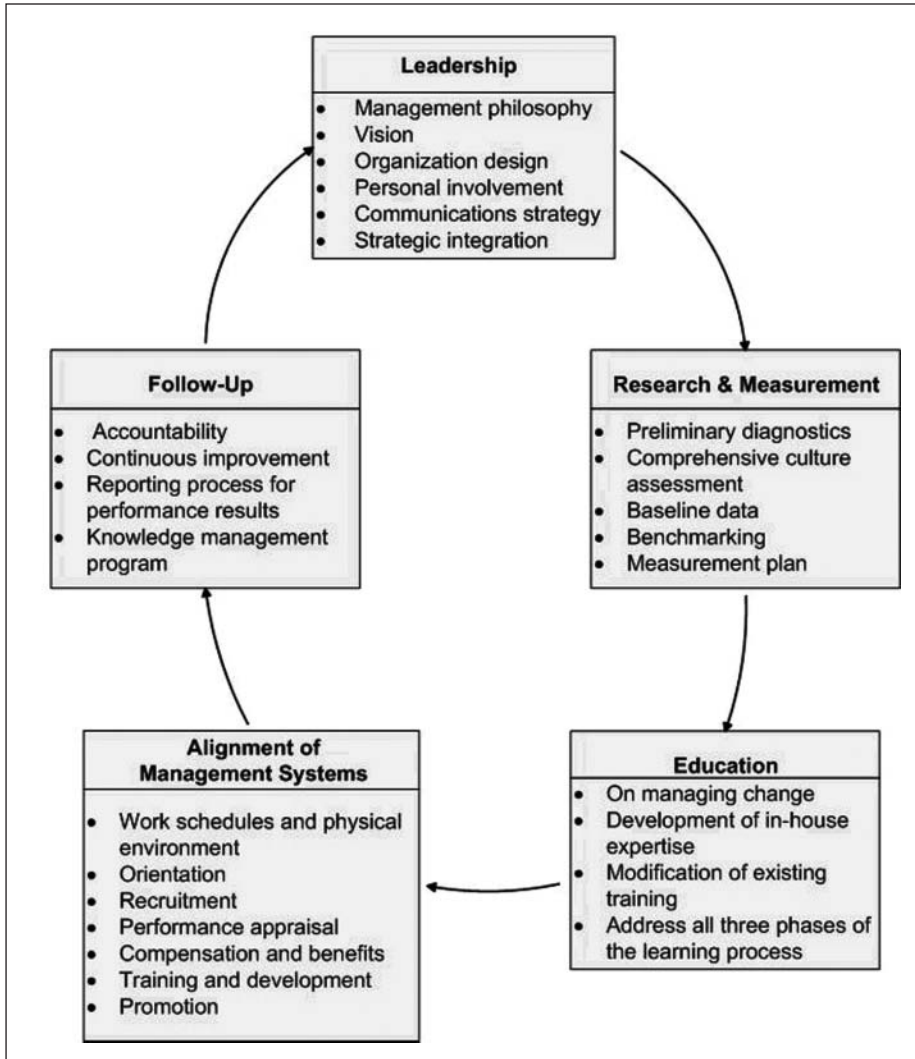 Leadership
• Management philosophy
• Vision
• Organization design
• Personal involvement
• Communications strategy
• Strategic integration
Follow-Up
• Accountability
• Continuous improvement
• Reporting process for
performance results
• Knowledge management
program
Research & Measurement
• Preliminary diagnostics
• Comprehensive culture
assessment
• Baseline data
• Benchmarking
• Measurement plan
Alignment of
Management Systems
• Work schedules and physical
environment
• Orientation
• Recruitment
• Performance appraisal
• Compensation and benefits
• Training and development
• Promotion
Education
• On managing change
• Development of in-house
expertise
• Modification of existing
training
• Address all three phases of
the learning process